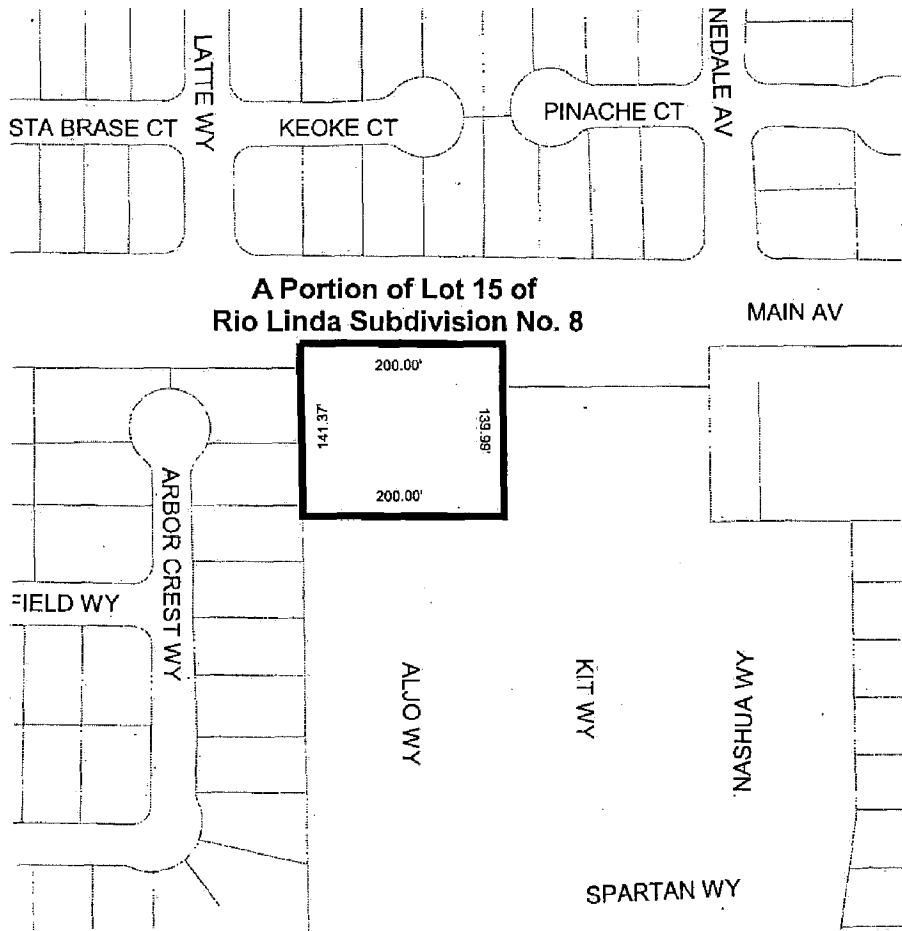 LATTE WY
NEDALE AV
STA BRASE CT
KEOKE CT
PINACHE CT
A Portion of Lot 15 of
Rio Linda Subdivision No. 8
MAIN AV
200.00'
141.37'
139.99'
200.00'
ARBOR CREST WY
FIELD WY
ALJO WY
KIT WY
NASHUA WY
SPARTAN WY